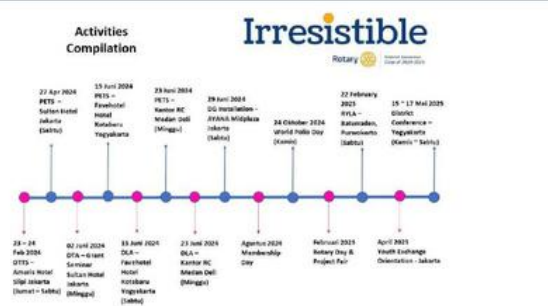 Activities
Compilation
Irresistible
Rotary
27 Apr 2024
PETS –
Sultan Hotel
Jakarta
(Sabtu)
15 Juni 2024
PETS –
Favehotel
Hotel
Kotabaru
Yogyakarta
23 Juni 2024
PETS –
Kantor RC
Medan Deli
(Minggu)
29 Juni 2024
DG Installation -
AYANA Midplaza
Jakarta
(Sabtu)
24 Oktober 2024
World Polio Day
(Kamis)
22 February
2025
RYLA –
Baturraden,
Purwokerto
(Sabtu)
15 – 17 Mei 2025
District
Conference –
Yogyakarta
(Kamis – Sabtu)
23 – 24
Feb 2024
DTTS –
Amaris Hotel
Slipi Jakarta
(Jumat – Sabtu)
02 Juni 2024
DTA – Grant
Seminar
Sultan Hotel
Jakarta
(Minggu)
15 Juni 2024
DLA –
Favehotel
Hotel
Kotabaru
Yogyakarta
(Sabtu)
23 Juni 2024
DLA –
Kantor RC
Medan Deli
(Minggu)
Agustus 2024
Membership
Day
Februari 2025
Rotary Day &
Project Fair
April 2025
Youth Exchange
Orientation - Jakarta